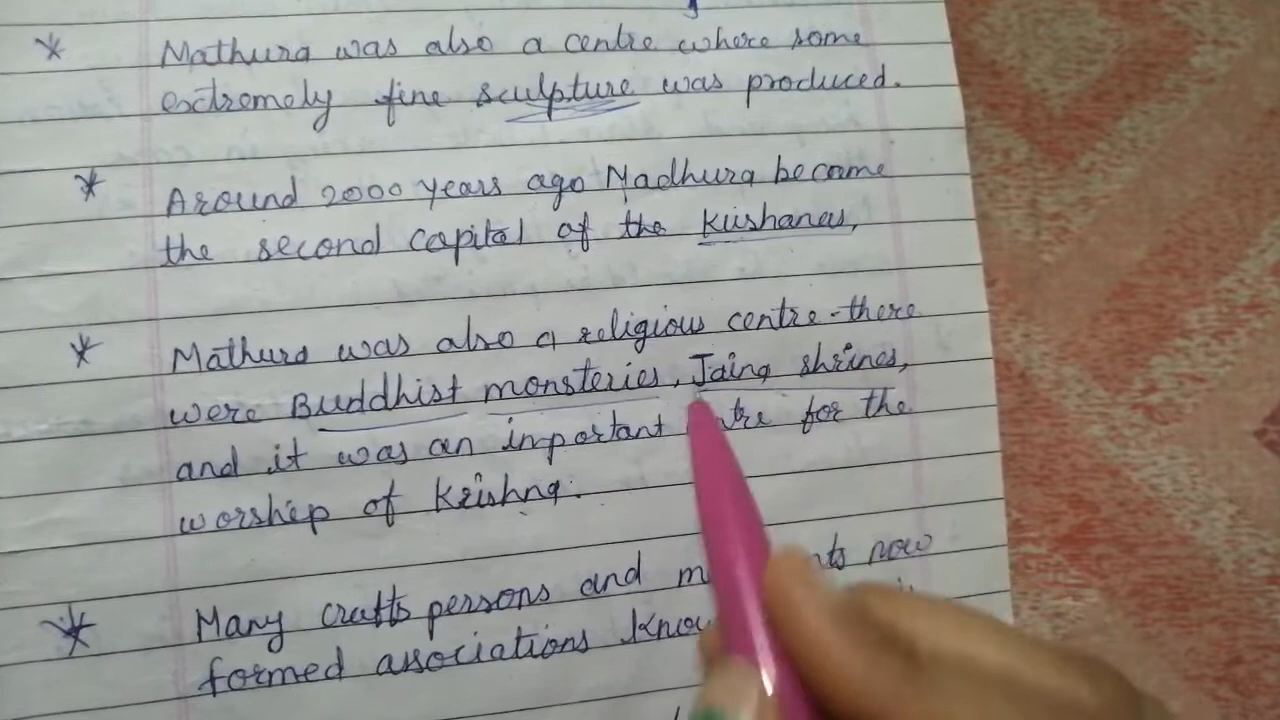 * Mathura was also a centre where some
extremely fine sculpture was produced.
* Around 2000 years ago Madhura become
the second capital of the Kushanas,
* Mathura was also a religious centre-there
were Buddhist monsteries, Jaina shrines,
and it was an important for the
worship of Krishna.
* Many crafts persons and now
formed associations